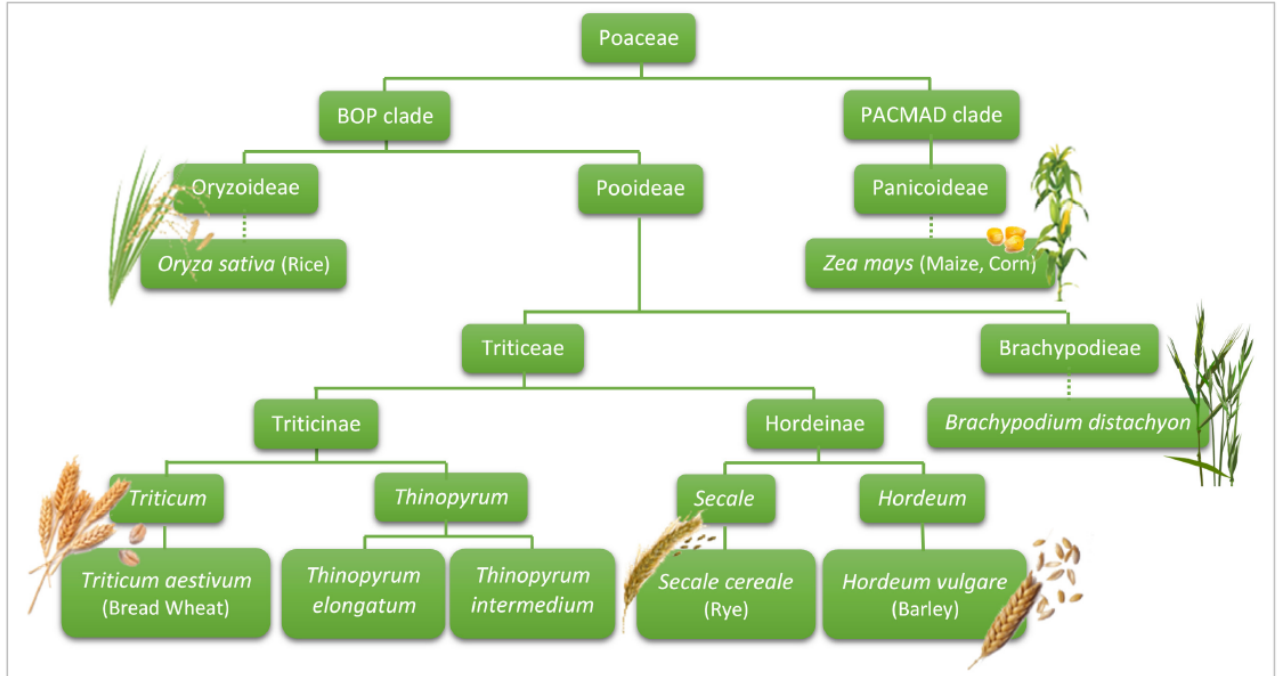 Poaceae
BOP clade
PACMAD clade
Oryzoideae
Pooideae
Panicoideae
Oryza sativa (Rice)
Zea mays (Maize, Corn)
Triticeae
Brachypodieae
Triticinae
Hordeinae
Brachypodium distachyon
Triticum
Thinopyrum
Secale
Hordeum
Triticum aestivum
(Bread Wheat)
Thinopyrum
elongatum
Thinopyrum
intermedium
Secale cereale
(Rye)
Hordeum vulgare
(Barley)